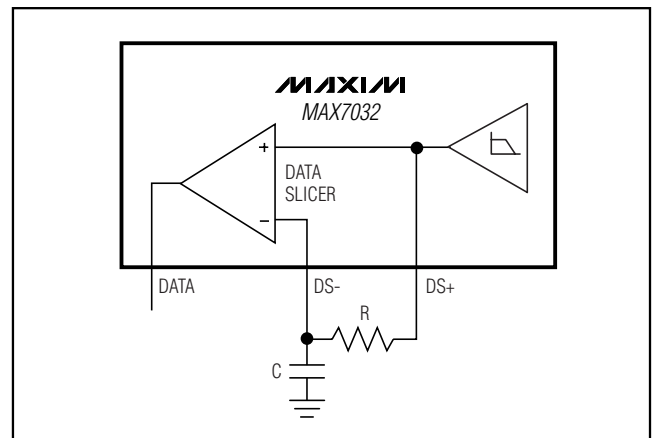 MAXIM
MAX7032
+
DATA
SLICER
−
DATA
DS-
DS+
R
C